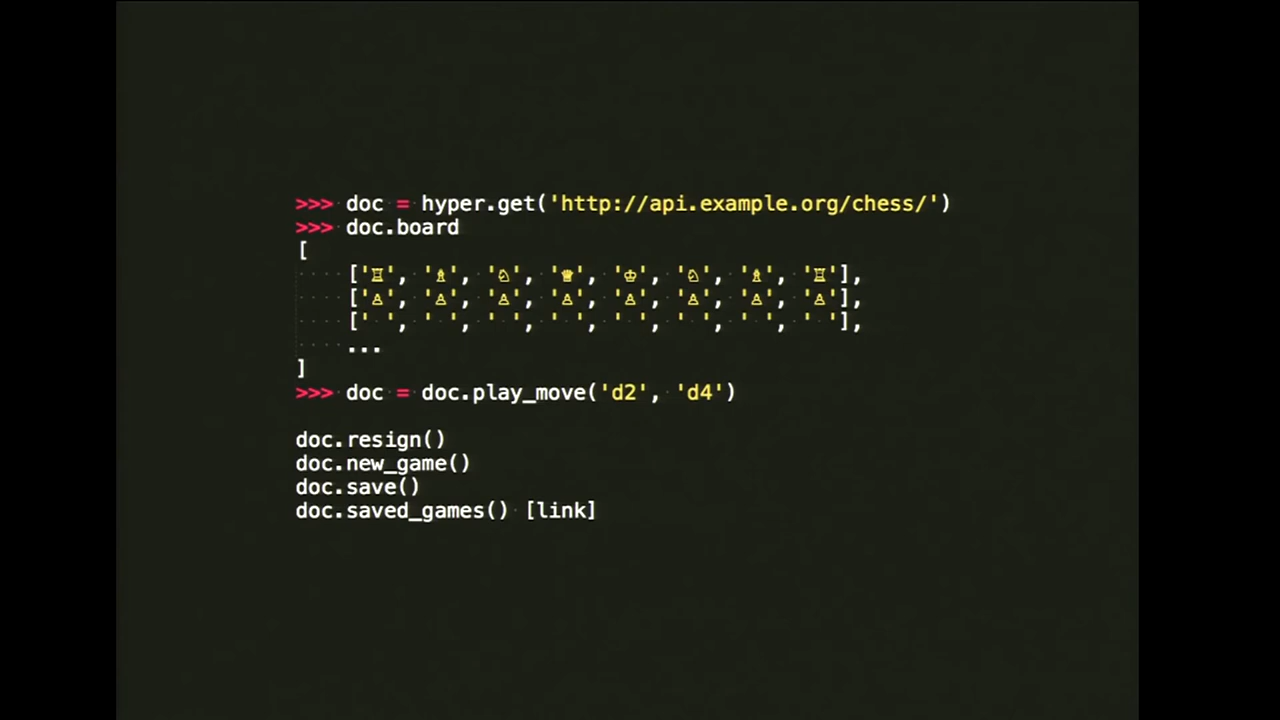 >>> doc = hyper.get('http://api.example.org/chess/')
>>> doc.board
[
['♖', '♗', '♘', '♕', '♔', '♘', '♗', '♖'],
['♙', '♙', '♙', '♙', '♙', '♙', '♙', '♙'],
[' ', ' ', ' ', ' ', ' ', ' ', ' ', ' '],
...
]
>>> doc = doc.play_move('d2', 'd4')
doc.resign()
doc.new_game()
doc.save()
doc.saved_games() [link]